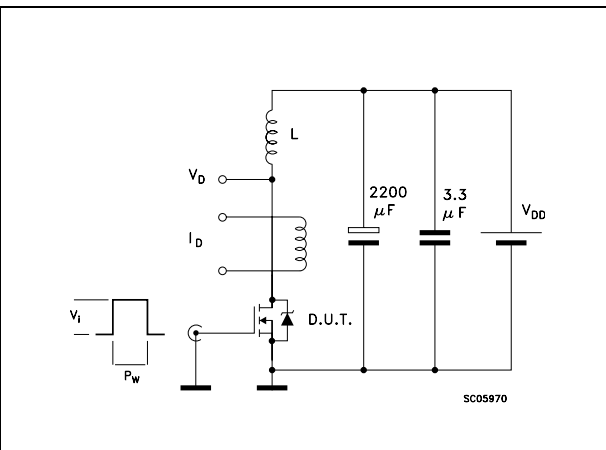 L
V_D
2200
μF
3.3
μF
V_DD
I_D
V_i
D.U.T.
P_W
SC05970